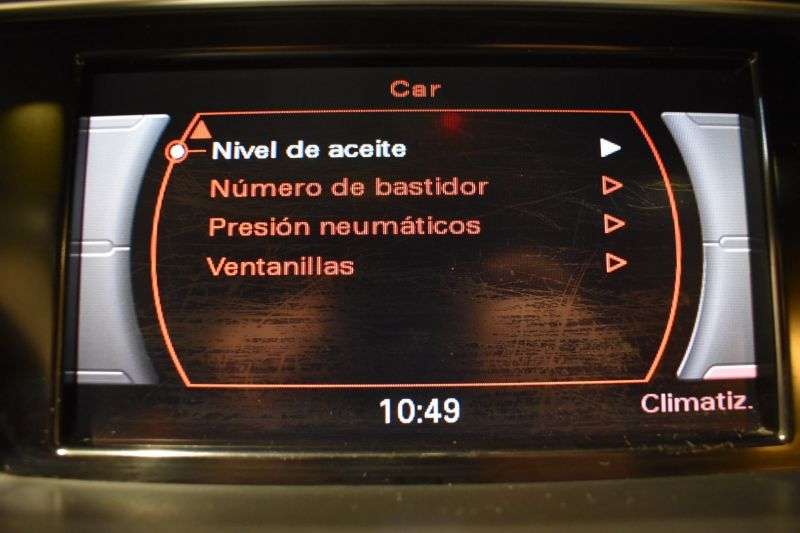 Car
Nivel de aceite
Número de bastidor
Presión neumáticos
Ventanillas
10:49
Climatiz.